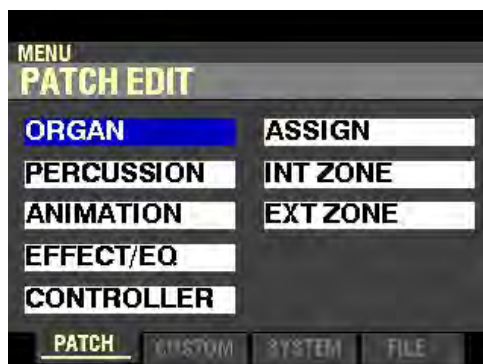 MENU
PATCH EDIT
ORGAN
PERCUSSION
ANIMATION
EFFECT/EQ
CONTROLLER
ASSIGN
INT ZONE
EXT ZONE
PATCH CUSTOM SYSTEM FILE